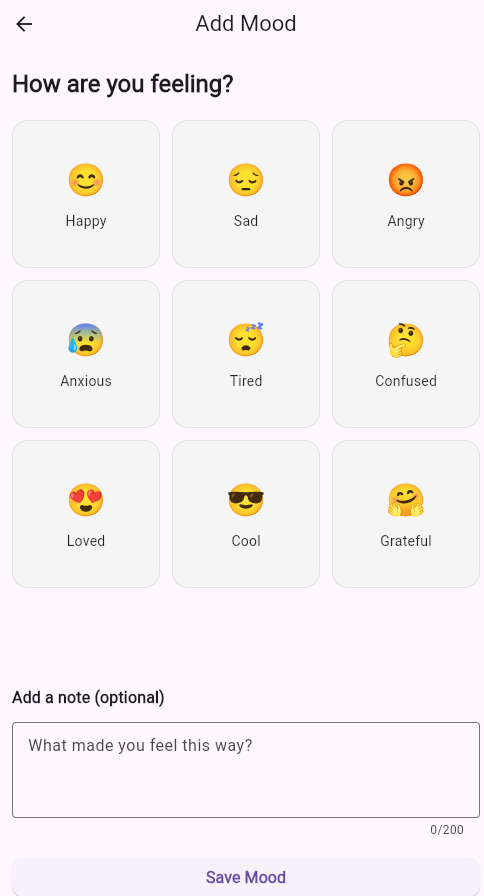 Add Mood
How are you feeling?
Happy
Sad
Angry
Anxious
Tired
Confused
Loved
Cool
Grateful
Add a note (optional)
What made you feel this way?
0/200
Save Mood